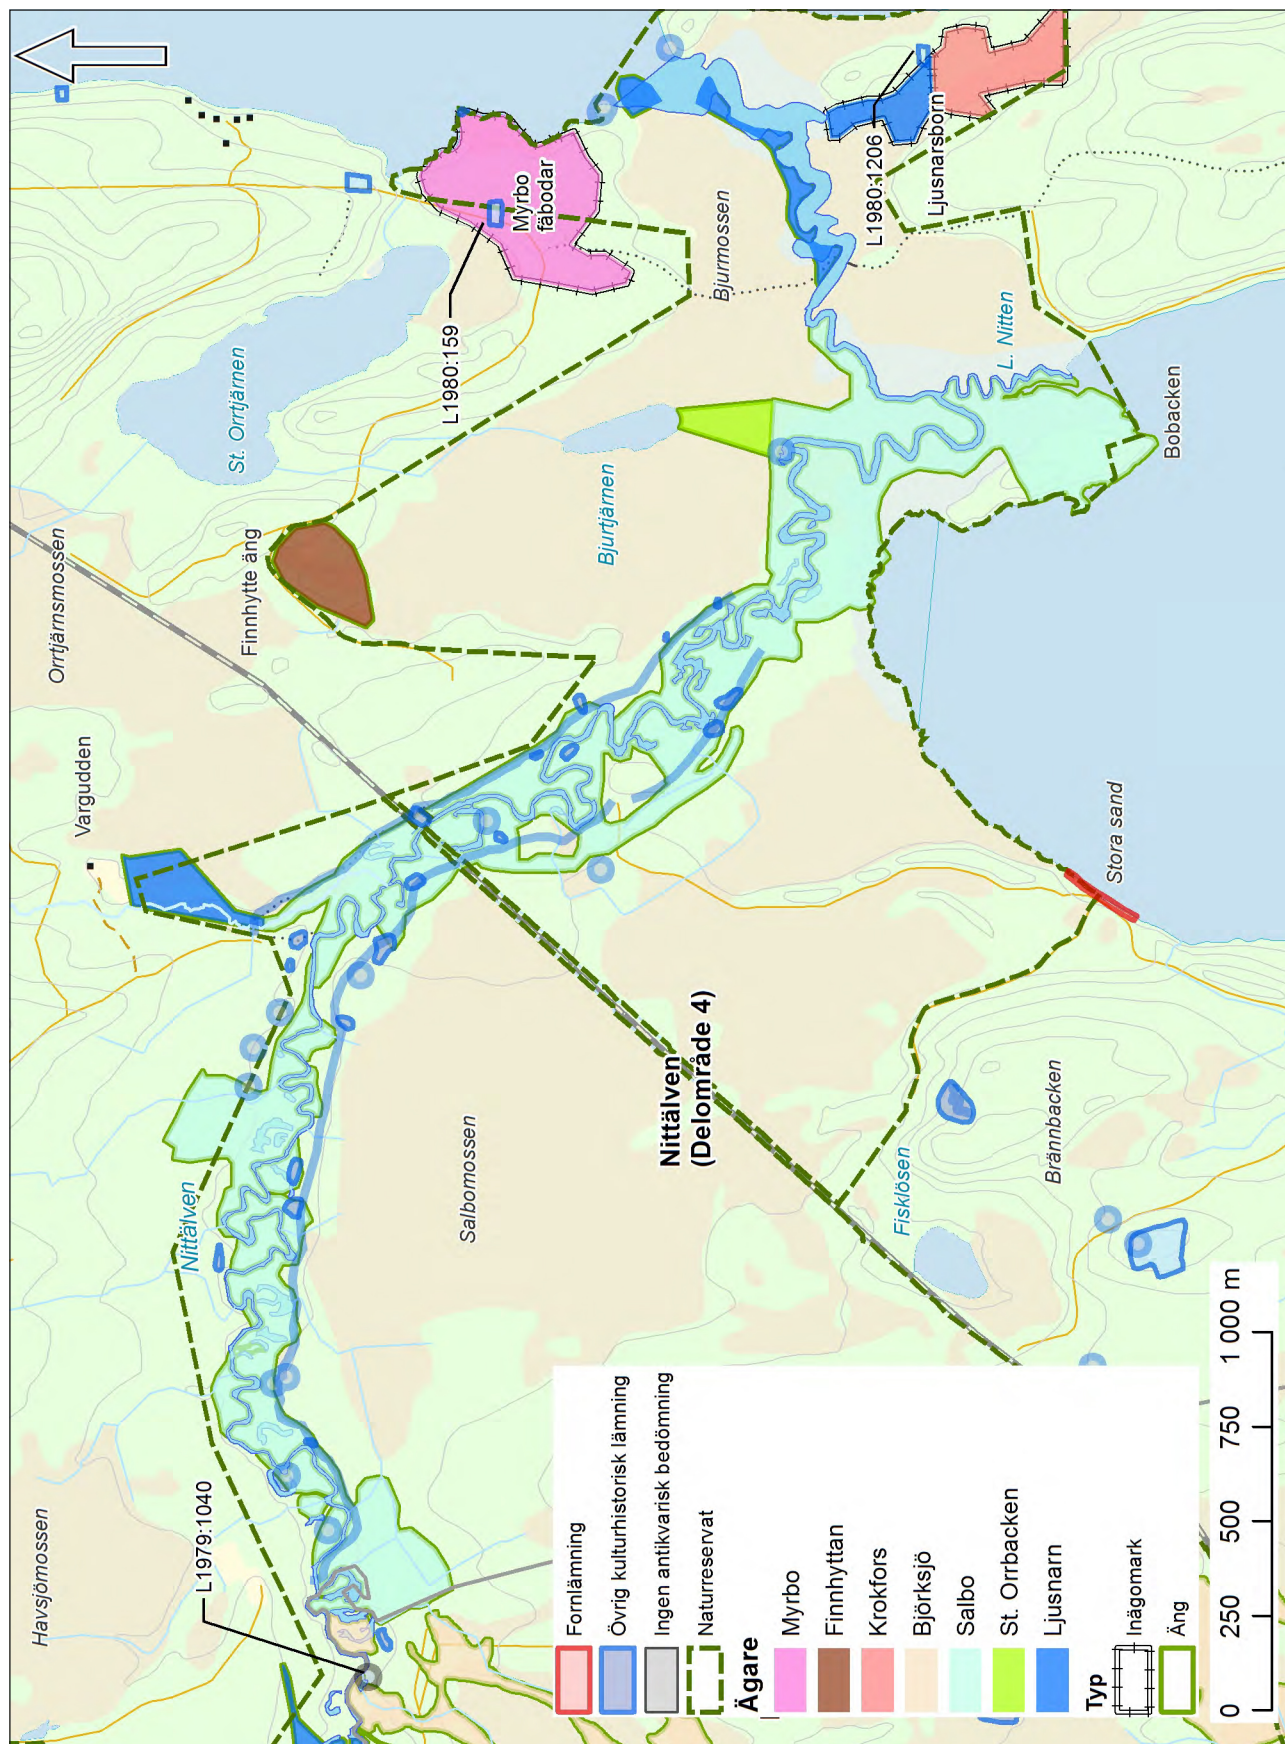 Havsjömossen
L1979:1040
Nittälven
Salbomossen
Vargudden
Orrtjärnsmossen
Finnhytte äng
St. Orrtjärnen
L1980:159
Myrbo
fäbodar
Bjurtjärnen
Bjurmossen
L1980:1206
Ljusnarsborn
L. Nitten
Bobacken
Nittälven
(Delområde 4)
Stora sand
Fisklösen
Brännbacken
Fornlämning
Övrig kulturhistorisk lämning
Ingen antikvarisk bedömning
Naturreservat
Ägare
Myrbo
Finnhyttan
Krokfors
Björksjö
Salbo
St. Orrbacken
Ljusnarn
Typ
Inägomark
Äng
0 250 500 750 1 000 m